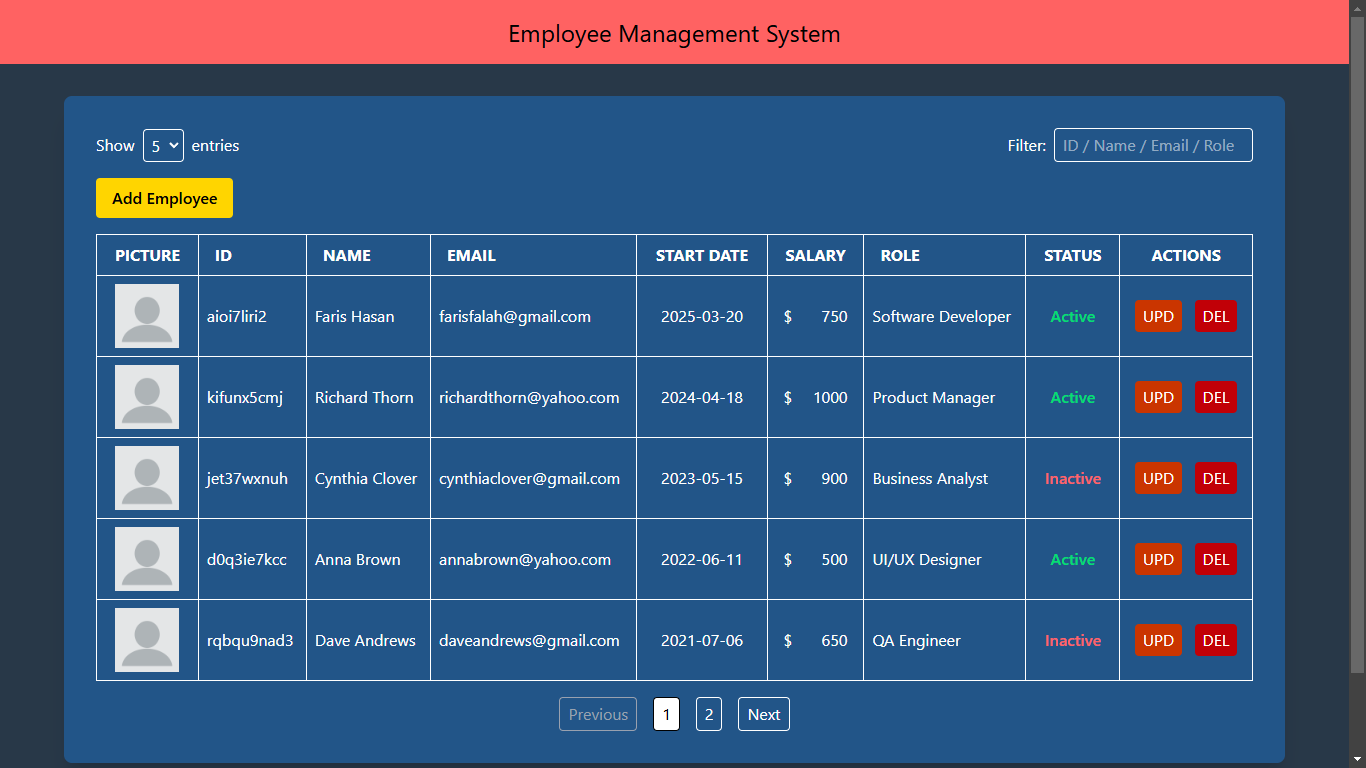 Employee Management System
Show 5 entries Filter: ID / Name / Email / Role
Add Employee
PICTURE ID NAME EMAIL START DATE SALARY ROLE STATUS ACTIONS
aioi7liri2 Faris Hasan farisfalah@gmail.com 2025-03-20 $ 750 Software Developer Active UPD DEL
kifunx5cmj Richard Thorn richardthorn@yahoo.com 2024-04-18 $ 1000 Product Manager Active UPD DEL
jet37wxnuh Cynthia Clover cynthiaclover@gmail.com 2023-05-15 $ 900 Business Analyst Inactive UPD DEL
d0q3ie7kcc Anna Brown annabrown@yahoo.com 2022-06-11 $ 500 UI/UX Designer Active UPD DEL
rqbqu9nad3 Dave Andrews daveandrews@gmail.com 2021-07-06 $ 650 QA Engineer Inactive UPD DEL
Previous 1 2 Next